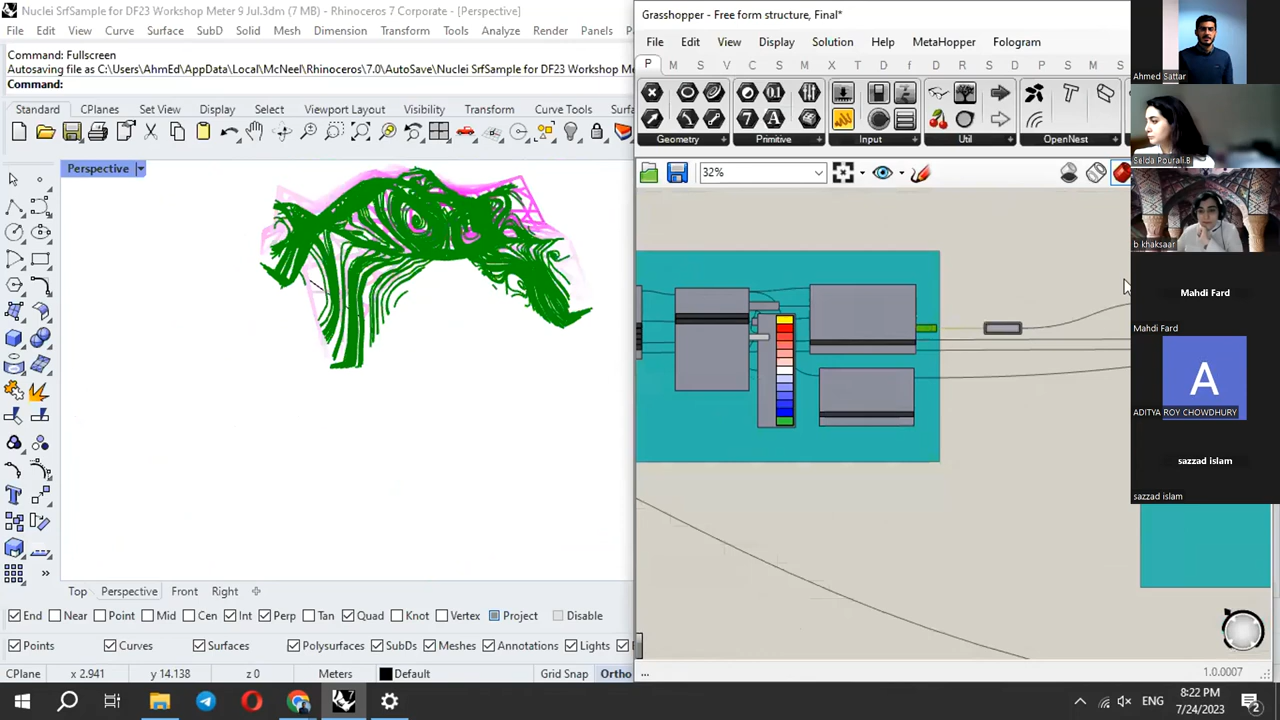 Nuclei SrfSample for DF23 Workshop Meter 9 Jul.3dm (7 MB) - Rhinoceros 7 Corporate - [Perspective]
File Edit View Curve Surface SubD Solid Mesh Dimension Transform Tools Analyze Render Panels
Command: Fullscreen
Autosaving file as C:\Users\AhmEd\AppData\Local\McNeel\Rhinoceros\7.0\AutoSave\Nuclei SrfSample for DF23 Workshop Me
Command:
Standard CPlanes Set View Display Select Viewport Layout Visibility Transform Curve Tools Surfa
Perspective
Top Perspective Front Right
End Near Point Mid Cen Int Perp Tan Quad Knot Vertex Project Disable
Points Curves Surfaces Polysurfaces SubDs Meshes Annotations Lights
CPlane x 2.941 y 14.138 z 0 Meters Default Grid Snap Ortho
Grasshopper - Free form structure, Final*
File Edit View Display Solution Help MetaHopper Fologram
P M S V C S M X T D f D R S D P S M S
Geometry Primitive Input Util OpenNest
32%
...
1.0.0007
Ahmed Sattar
Selda Pourali.B
b khaksaar
Mahdi Fard
Mahdi Fard
A
ADITYA ROY CHOWDHURY
sazzad islam
sazzad islam
ENG
8:22 PM
7/24/2023
2